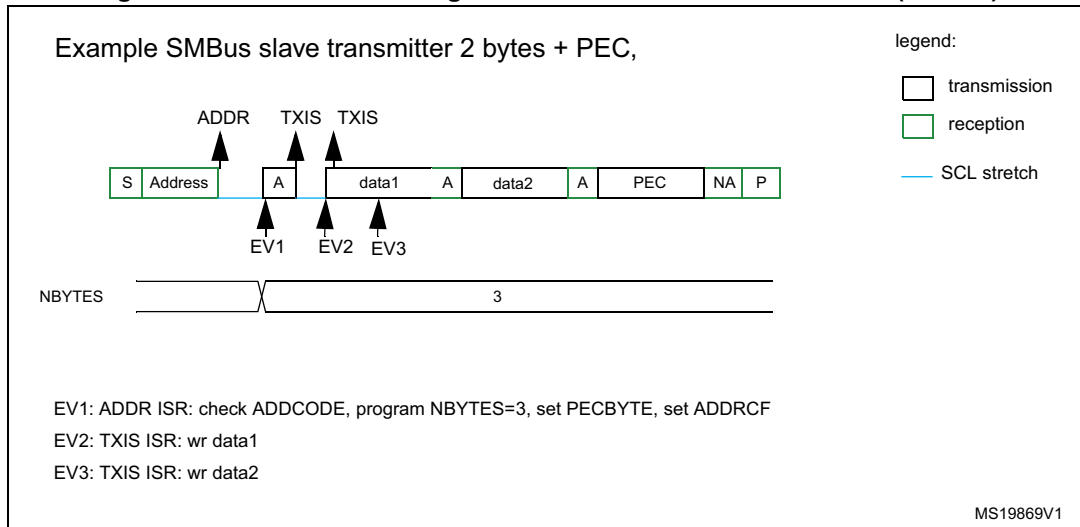 Example SMBus slave transmitter 2 bytes + PEC,
legend:
transmission
reception
SCL stretch
ADDR TXIS TXIS
S Address A data1 A data2 A PEC NA P
EV1 EV2 EV3
NBYTES 3
EV1: ADDR ISR: check ADDCODE, program NBYTES=3, set PECBYTE, set ADDRCF
EV2: TXIS ISR: wr data1
EV3: TXIS ISR: wr data2
MS19869V1